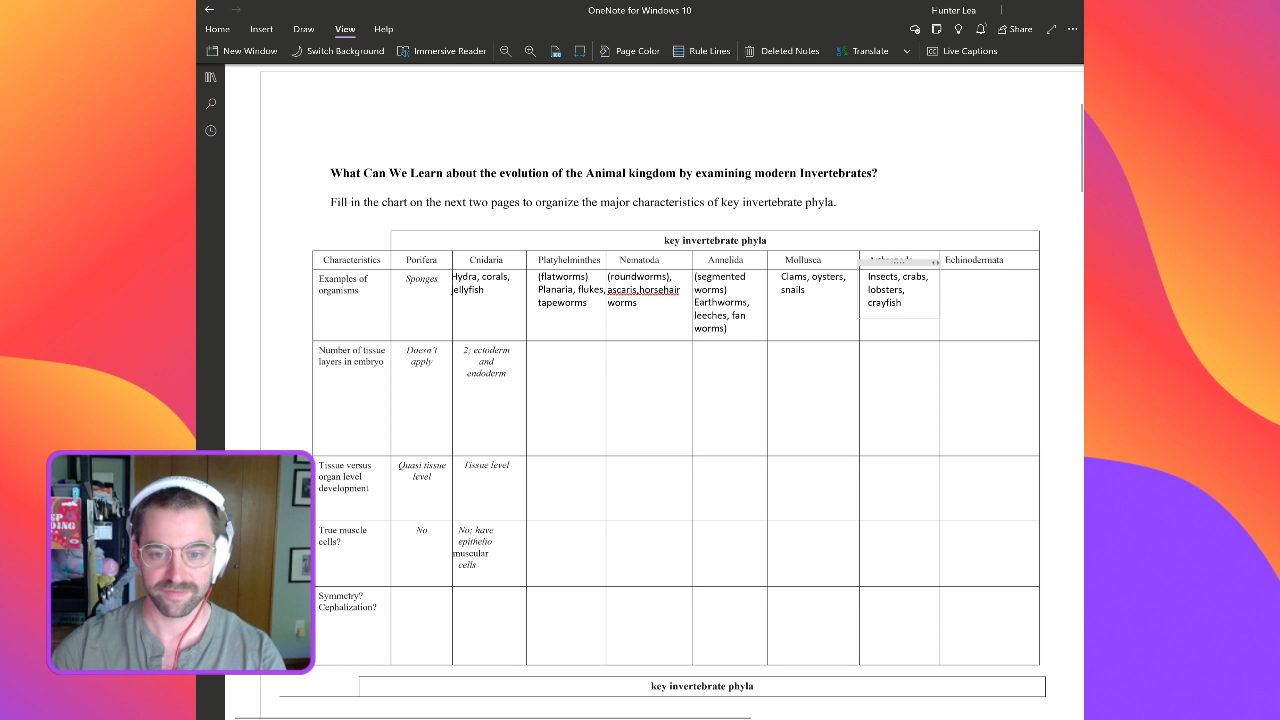 OneNote for Windows 10
Hunter Lea
Home Insert Draw View Help
Share
New Window Switch Background Immersive Reader Page Color Rule Lines Deleted Notes Translate Live Captions
What Can We Learn about the evolution of the Animal kingdom by examining modern Invertebrates?
Fill in the chart on the next two pages to organize the major characteristics of key invertebrate phyla.
key invertebrate phyla
Characteristics Porifera Cnidaria Platyhelminthes Nematoda Annelida Mollusca Echinodermata
Examples of
organisms
Sponges
Hydra, corals,
jellyfish
(flatworms)
Planaria, flukes,
tapeworms
(roundworms),
ascaris,horsehair
worms
(segmented
worms)
Earthworms,
leeches, fan
worms)
Clams, oysters,
snails
Insects, crabs,
lobsters,
crayfish
Number of tissue
layers in embryo
Doesn't
apply
2; ectoderm
and
endoderm
Tissue versus
organ level
development
Quasi tissue
level
Tissue level
True muscle
cells?
No
No; have
epithelio
muscular
cells
Symmetry?
Cephalization?
key invertebrate phyla